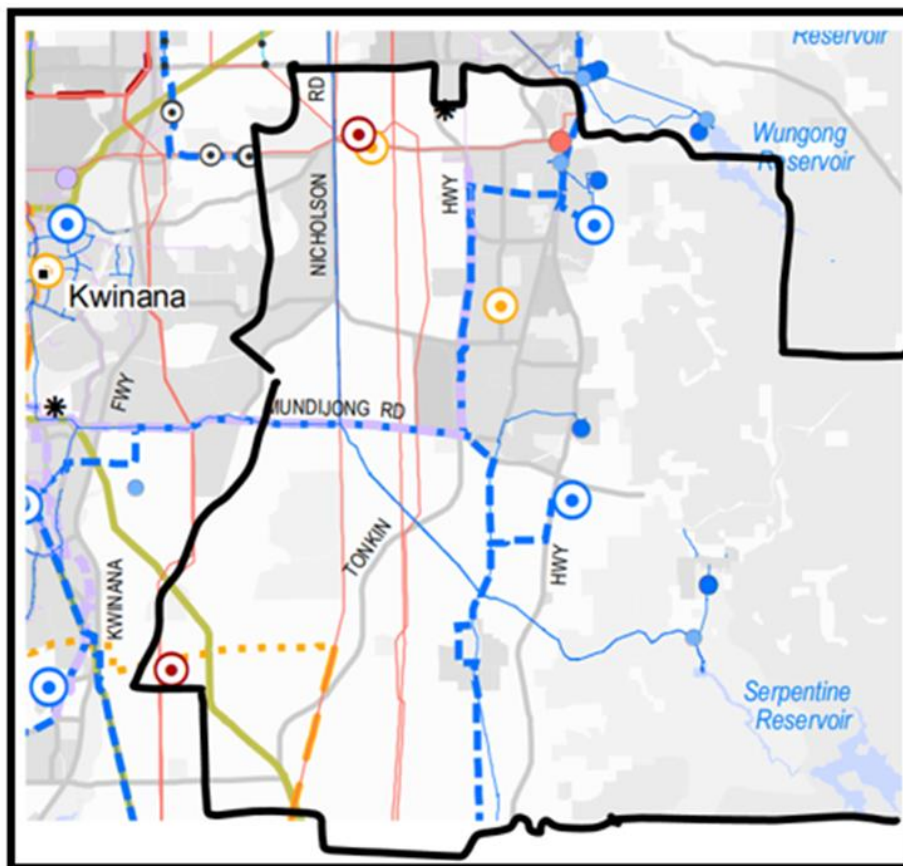 Reservoir
RD
Wungong
Reservoir
NICHOLSON
HWY
Kwinana
FWY
MUNDIJONG RD
TONKIN
HWY
KWINANA
Serpentine
Reservoir